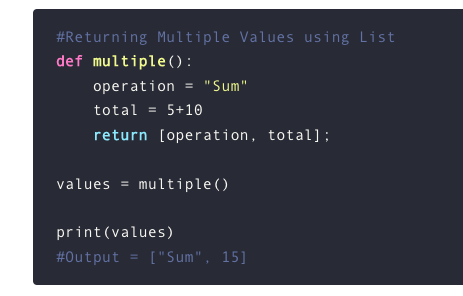 #Returning Multiple Values using List
def multiple():
    operation = "Sum"
    total = 5+10
    return [operation, total];

values = multiple()

print(values)
#Output = ["Sum", 15]